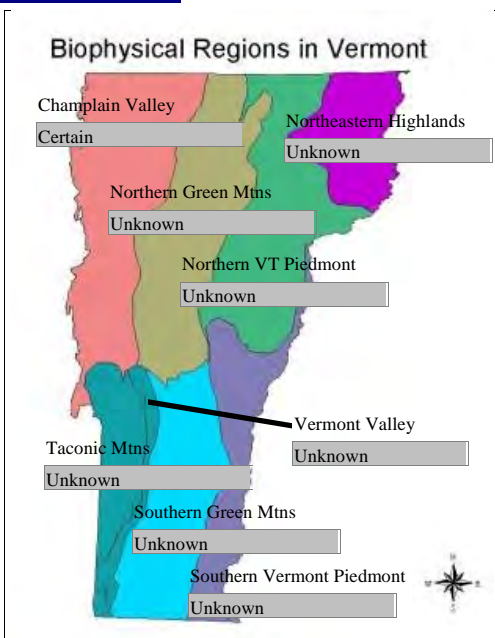 Biophysical Regions in Vermont
Champlain Valley
Certain
Northeastern Highlands
Unknown
Northern Green Mtns
Unknown
Northern VT Piedmont
Unknown
Vermont Valley
Unknown
Taconic Mtns
Unknown
Southern Green Mtns
Unknown
Southern Vermont Piedmont
Unknown